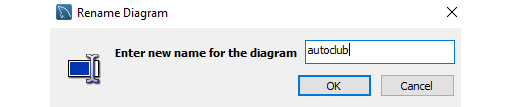 Rename Diagram
Enter new name for the diagram autoclub
OK Cancel